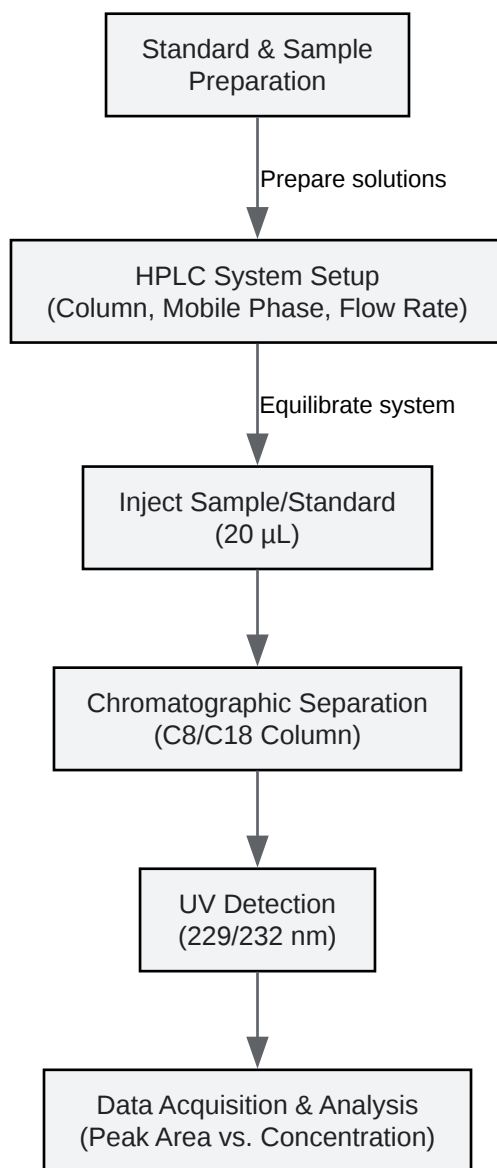 Standard & Sample
Preparation
Prepare solutions
HPLC System Setup
(Column, Mobile Phase, Flow Rate)
Equilibrate system
Inject Sample/Standard
(20 µL)
Chromatographic Separation
(C8/C18 Column)
UV Detection
(229/232 nm)
Data Acquisition & Analysis
(Peak Area vs. Concentration)